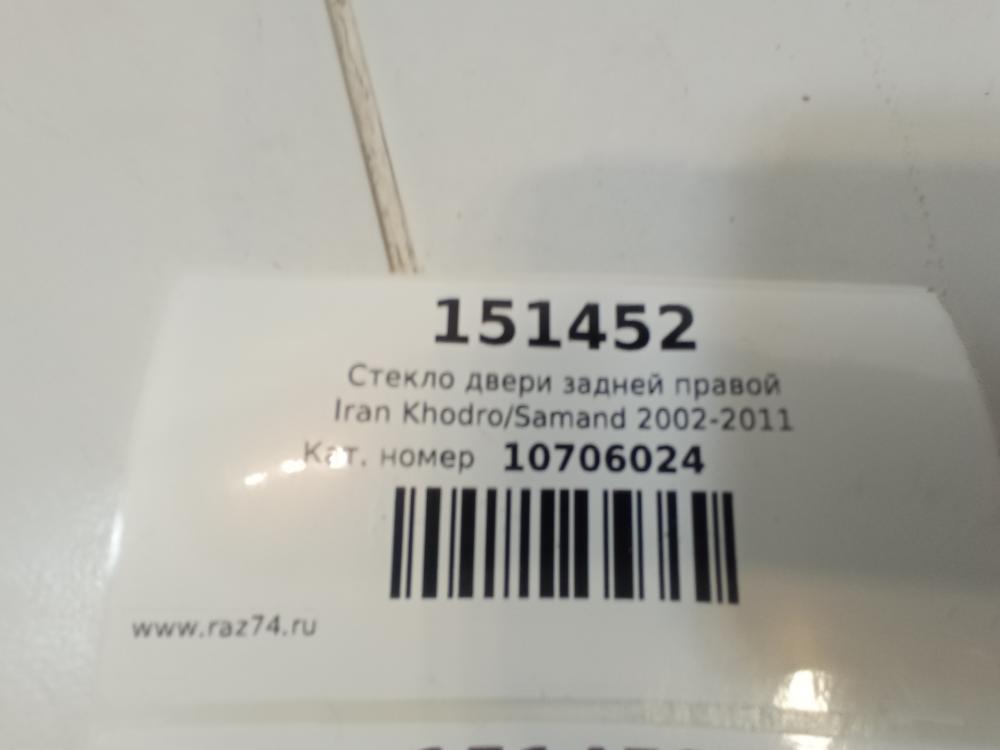 151452
Стекло двери задней правой
Iran Khodro/Samand 2002-2011
Кат. номер 10706024
www.raz74.ru